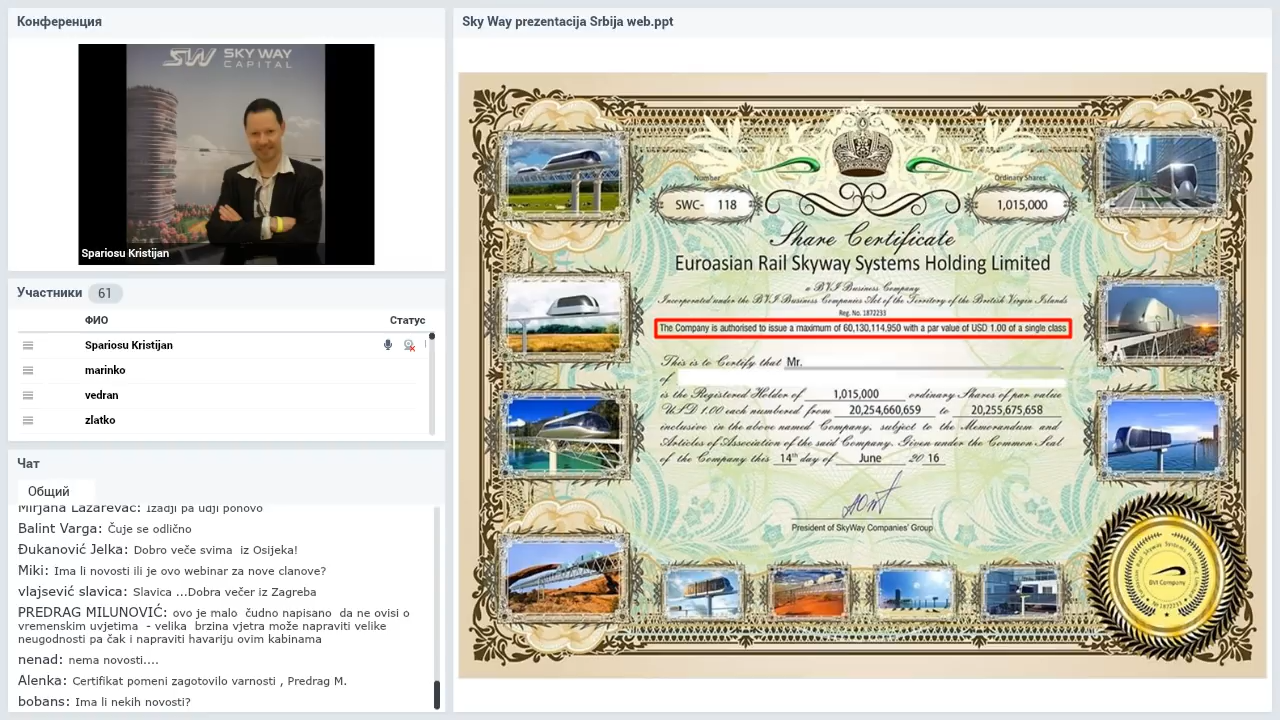 Конференция
SKY WAY
CAPITAL
Spariosu Kristijan
Участники 61
ФИО Статус
Spariosu Kristijan
marinko
vedran
zlatko
Чат
Общий
Mirjana Lazarevac: Izadji pa udji ponovo
Balint Varga: Čuje se odlično
Đukanović Jelka: Dobro veče svima iz Osijeka!
Miki: Ima li novosti ili je ovo webinar za nove clanove?
vlajsević slavica: Slavica ...Dobra večer iz Zagreba
PREDRAG MILUNOVIĆ: ovo je malo čudno napisano da ne ovisi o
vremenskim uvjetima - velika brzina vjetra može napraviti velike
neugodnosti pa čak i napraviti havariju ovim kabinama
nenad: nema novosti....
Alenka: Certifikat pomeni zagotovilo varnosti , Predrag M.
bobans: Ima li nekih novosti?
Sky Way prezentacija Srbija web.ppt
Number
SWC- 118
Ordinary Shares
1,015,000
Share Certificate
Euroasian Rail Skyway Systems Holding Limited
a BVI Business Company
Incorporated under the BVI Business Companies Act of the Territory of the British Virgin Islands
Reg. No. 1872233
The Company is authorised to issue a maximum of 60,130,114,950 with a par value of USD 1.00 of a single class
This is to Certify that Mr.
of
is the Registered Holder of 1,015,000 ordinary Shares of par value
USD 1.00 each numbered from 20,254,660,659 to 20,255,675,658
inclusive in the above named Company, subject to the Memorandum and
Articles of Association of the said Company. Given under the Common Seal
of the Company this 14th day of June 20 16
President of SkyWay Companies' Group
BVI Company